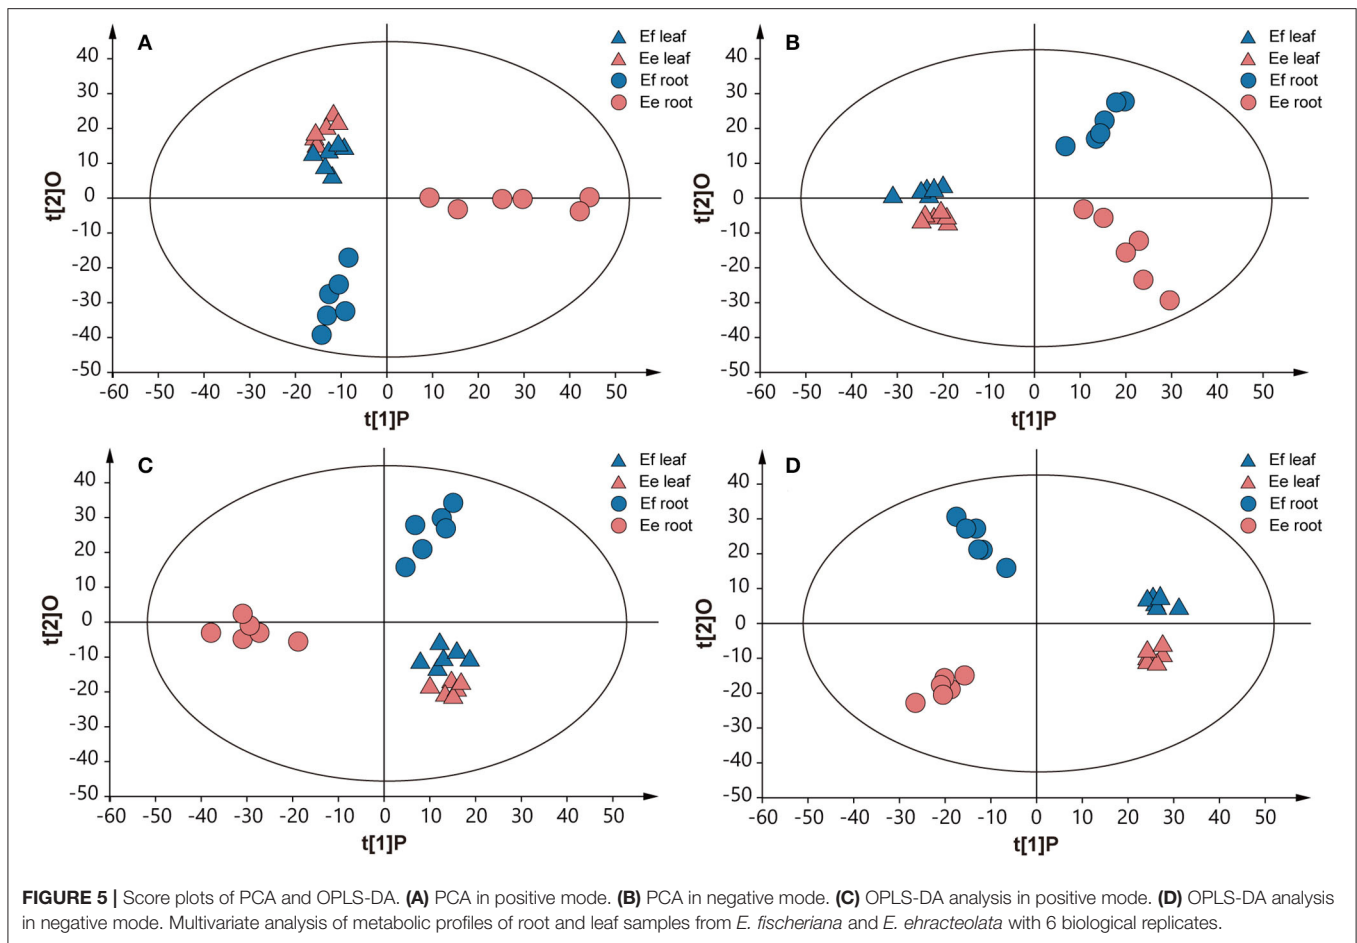 A
Ef leaf
Ee leaf
Ef root
Ee root
40
30
20
10
0
-10
-20
-30
-40
-50
t[2]O
-60 -50 -40 -30 -20 -10 0 10 20 30 40 50
t[1]P
B
Ef leaf
Ee leaf
Ef root
Ee root
40
30
20
10
0
-10
-20
-30
-40
-50
t[2]O
-60 -50 -40 -30 -20 -10 0 10 20 30 40 50
t[1]P
C
Ef leaf
Ee leaf
Ef root
Ee root
40
30
20
10
0
-10
-20
-30
-40
-50
t[2]O
-60 -50 -40 -30 -20 -10 0 10 20 30 40 50
t[1]P
D
Ef leaf
Ee leaf
Ef root
Ee root
40
30
20
10
0
-10
-20
-30
-40
-50
t[2]O
-60 -50 -40 -30 -20 -10 0 10 20 30 40 50
t[1]P
FIGURE 5 | Score plots of PCA and OPLS-DA. (A) PCA in positive mode. (B) PCA in negative mode. (C) OPLS-DA analysis in positive mode. (D) OPLS-DA analysis
in negative mode. Multivariate analysis of metabolic profiles of root and leaf samples from E. fischeriana and E. ehracteolata with 6 biological replicates.